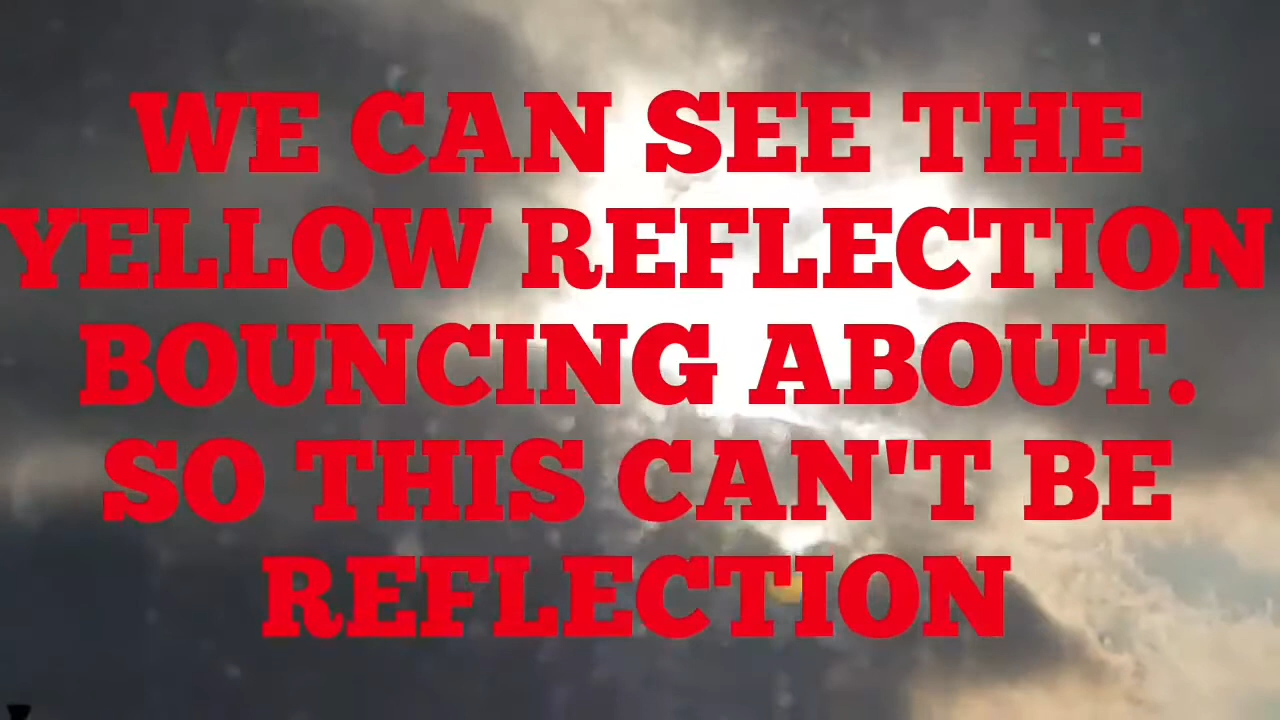 WE CAN SEE THE
YELLOW REFLECTION
BOUNCING ABOUT.
SO THIS CAN'T BE
REFLECTION